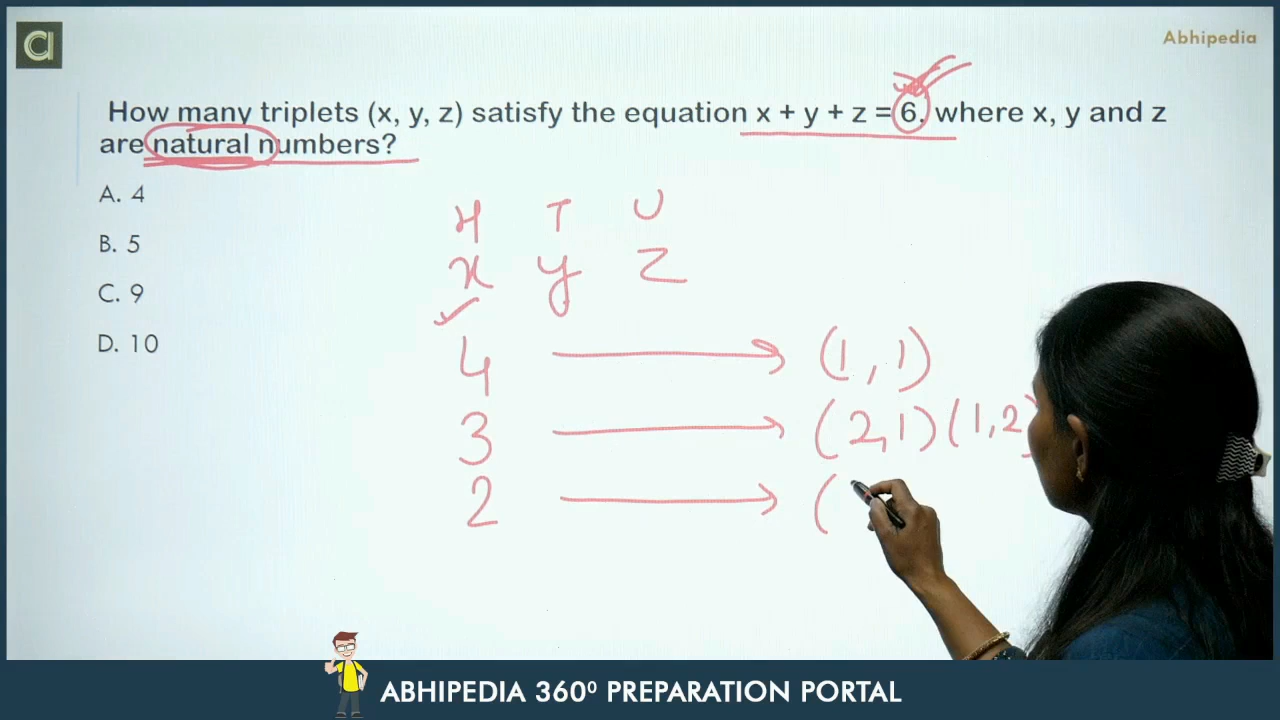 Abhipedia
How many triplets (x, y, z) satisfy the equation x + y + z = 6, where x, y and z
are natural numbers?
A. 4
B. 5
C. 9
D. 10
H T U
x y z
4 → (1, 1)
3 → (2,1) (1,2)
2 → (
ABHIPEDIA 360º PREPARATION PORTAL